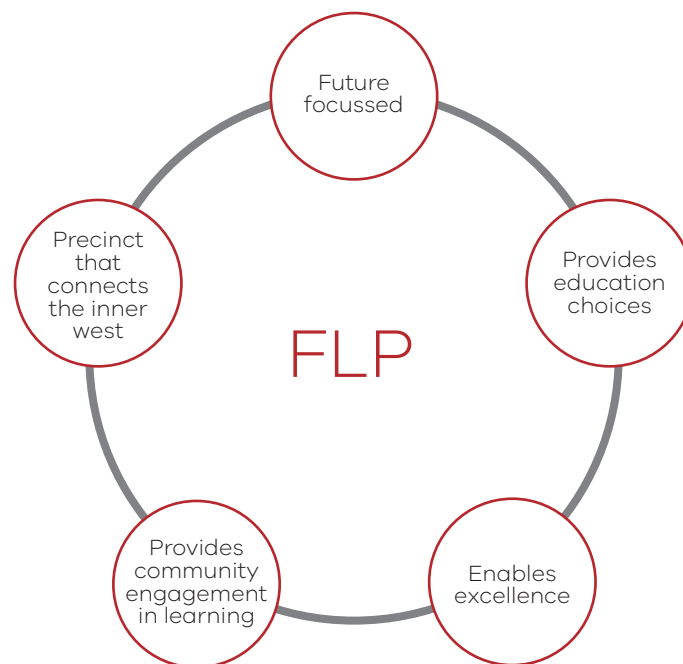 Future
focussed
Precinct
that
connects
the inner
west
Provides
education
choices
FLP
Provides
community
engagement
in learning
Enables
excellence